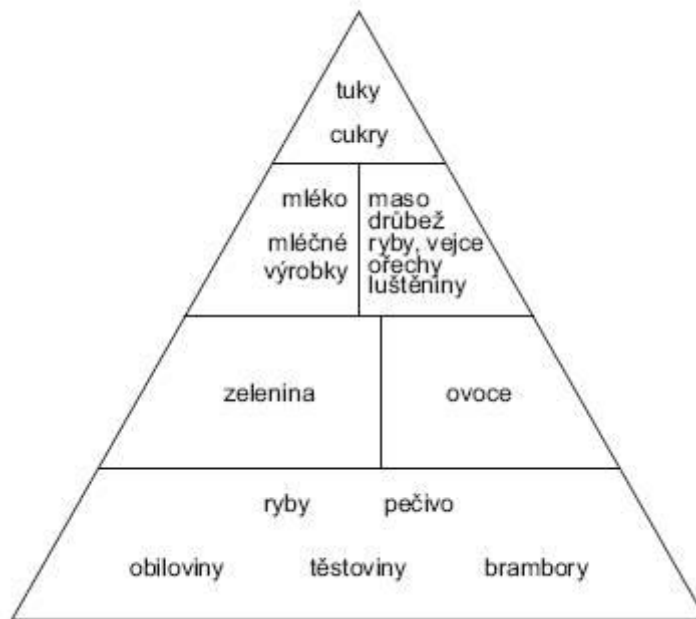 tuky
cukry
mléko
mléčné
výrobky
maso
drůbež
ryby, vejce
ořechy
luštěniny
zelenina
ovoce
ryby pečivo
obiloviny těstoviny brambory